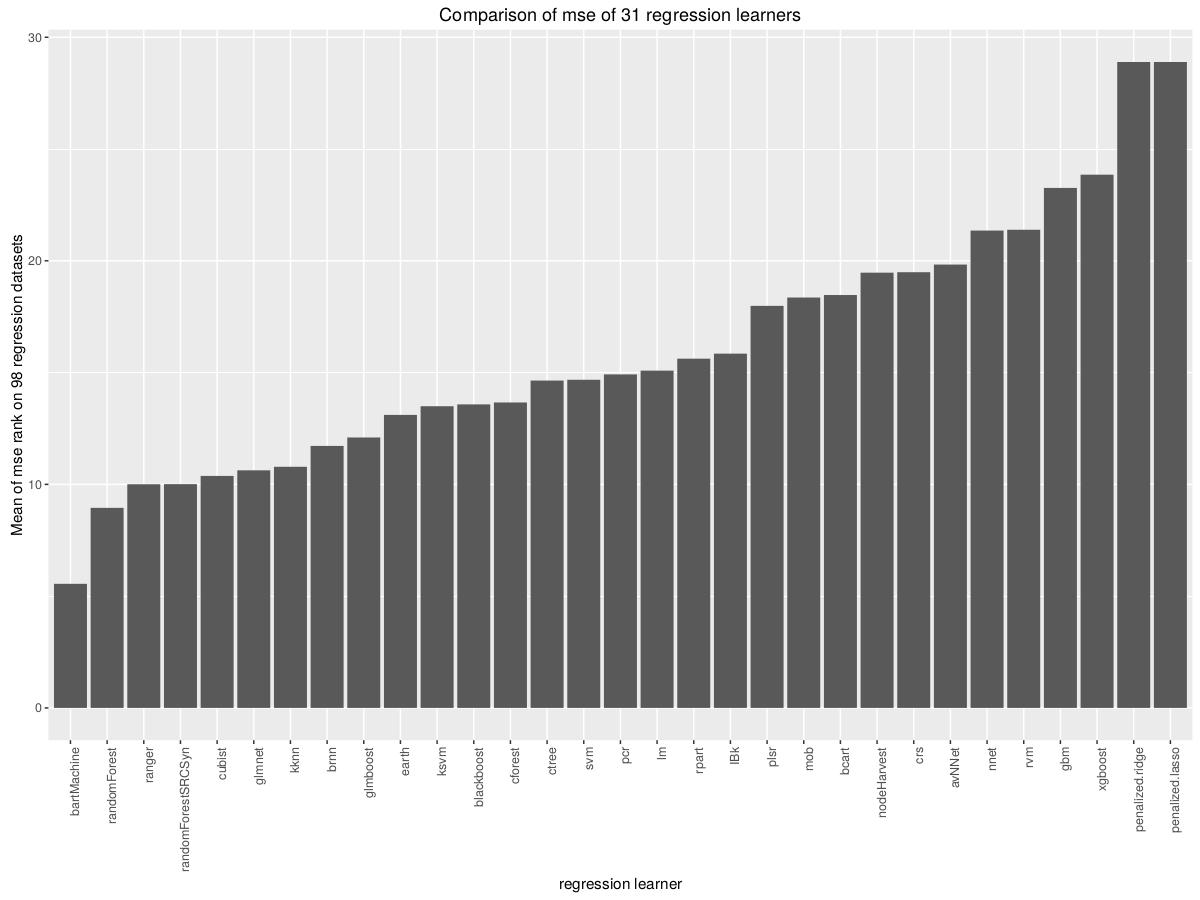 Comparison of mse of 31 regression learners
Mean of mse rank on 98 regression datasets
30
20
10
0
bartMachine
randomForest
ranger
randomForestSRCSyn
cubist
glmnet
kknn
brnn
glmboost
earth
ksvm
blackboost
cforest
ctree
svm
pcr
lm
rpart
IBk
plsr
mob
bcart
nodeHarvest
crs
avNNet
nnet
rvm
gbm
xgboost
penalized.ridge
penalized.lasso
regression learner